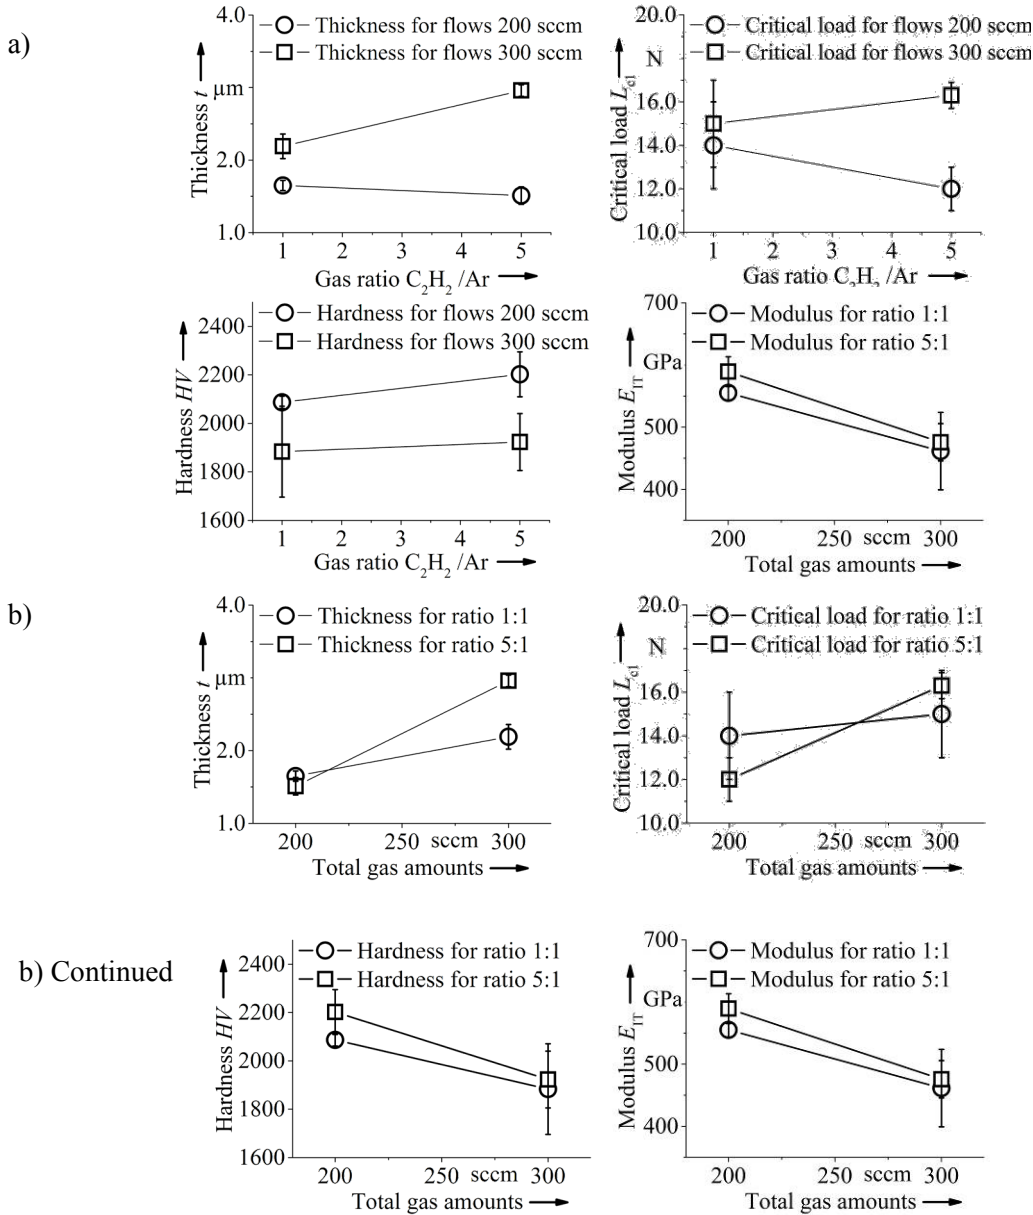 a)
4.0
Thickness for flows 200 sccm
Thickness for flows 300 sccm
Thickness t
μm
2.0
1.0
1 2 3 4 5
Gas ratio C₂H₂ /Ar
20.0
Critical load for flows 200 sccm
Critical load for flows 300 sccm
Critical load L_c1
N
16.0
14.0
12.0
10.0
1 2 3 4 5
Gas ratio C₂H₂ /Ar
Hardness for flows 200 sccm
Hardness for flows 300 sccm
Hardness HV
2400
2200
2000
1800
1600
1 2 3 4 5
Gas ratio C₂H₂ /Ar
700
Modulus for ratio 1:1
Modulus for ratio 5:1
Modulus E_IT
GPa
500
400
200 250 sccm 300
Total gas amounts
b)
4.0
Thickness for ratio 1:1
Thickness for ratio 5:1
Thickness t
μm
2.0
1.0
200 250 sccm 300
Total gas amounts
20.0
Critical load for ratio 1:1
Critical load for ratio 5:1
Critical load L_c1
N
16.0
14.0
12.0
10.0
200 250 sccm 300
Total gas amounts
b) Continued
Hardness for ratio 1:1
Hardness for ratio 5:1
Hardness HV
2400
2200
2000
1800
1600
200 250 sccm 300
Total gas amounts
700
Modulus for ratio 1:1
Modulus for ratio 5:1
Modulus E_IT
GPa
500
400
200 250 sccm 300
Total gas amounts